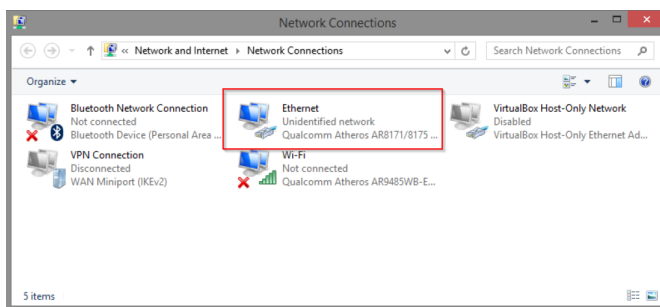 Network Connections
« Network and Internet ▸ Network Connections
Search Network Connections
Organize
Bluetooth Network Connection
Not connected
Bluetooth Device (Personal Area ...
Ethernet
Unidentified network
Qualcomm Atheros AR8171/8175 ...
VirtualBox Host-Only Network
Disabled
VirtualBox Host-Only Ethernet Ad...
VPN Connection
Disconnected
WAN Miniport (IKEv2)
Wi-Fi
Not connected
Qualcomm Atheros AR9485WB-E...
5 items